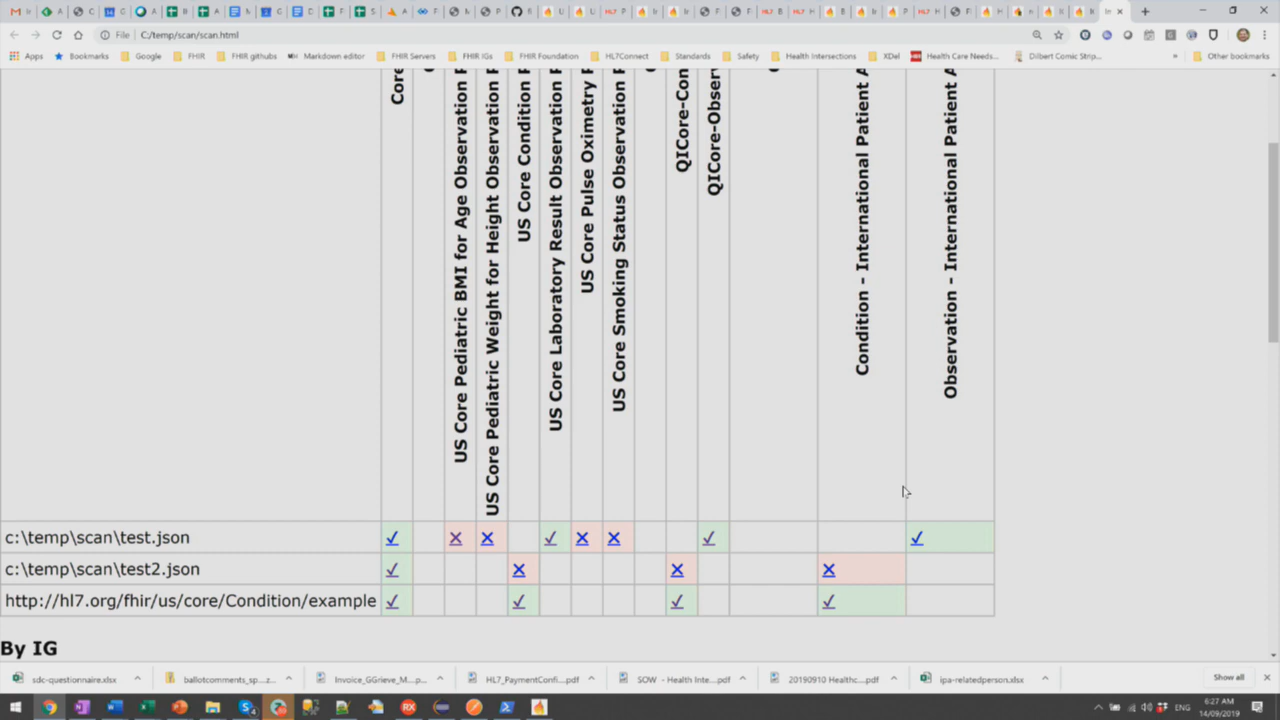 File
C:/temp/scan/scan.html
Apps
Bookmarks
Google
FHIR
FHIR githubs
Markdown editor
FHIR Servers
FHIR IGs
FHIR Foundation
HL7Connect
Standards
Safety
Health Intersections
XDel
Health Care Needs...
Dilbert Comic Strip...
»
Other bookmarks
Core
US Core Pediatric BMI for Age Observation
US Core Pediatric Weight for Height Observation
US Core Condition
US Core Laboratory Result Observation
US Core Pulse Oximetry
US Core Smoking Status Observation
QICore-Con
QICore-Obser
Condition - International Patient A
Observation - International Patient A
c:\temp\scan\test.json
c:\temp\scan\test2.json
http://hl7.org/fhir/us/core/Condition/example
By IG
sdc-questionnaire.xlsx
ballotcomments_sp...
Invoice_GGrieve_M....p...
HL7_PaymentConfi...pdf
SOW - Health Inte...pdf
20190910 Healthc...pdf
ipa-relatedperson.xlsx
Show all
ENG
6:27 AM
14/09/2019